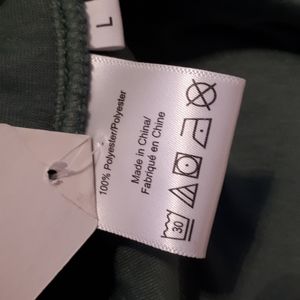 L
100% Polyester/Polyester
Made in China/
Fabriqué en Chine
30